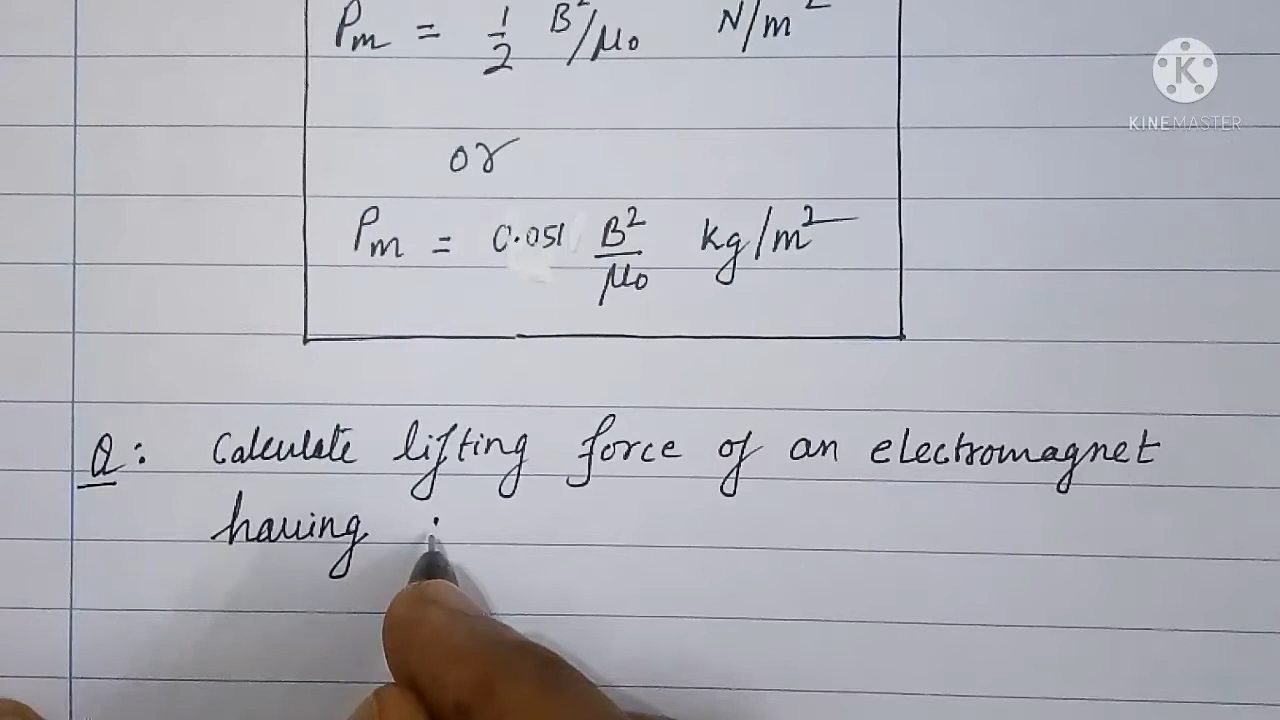 Pm = 1/2 B²/μ₀ N/m²
K
KINEMASTER
or
Pm = 0.051 B²/μ₀ kg/m²
Q: Calculate lifting force of an electromagnet
having